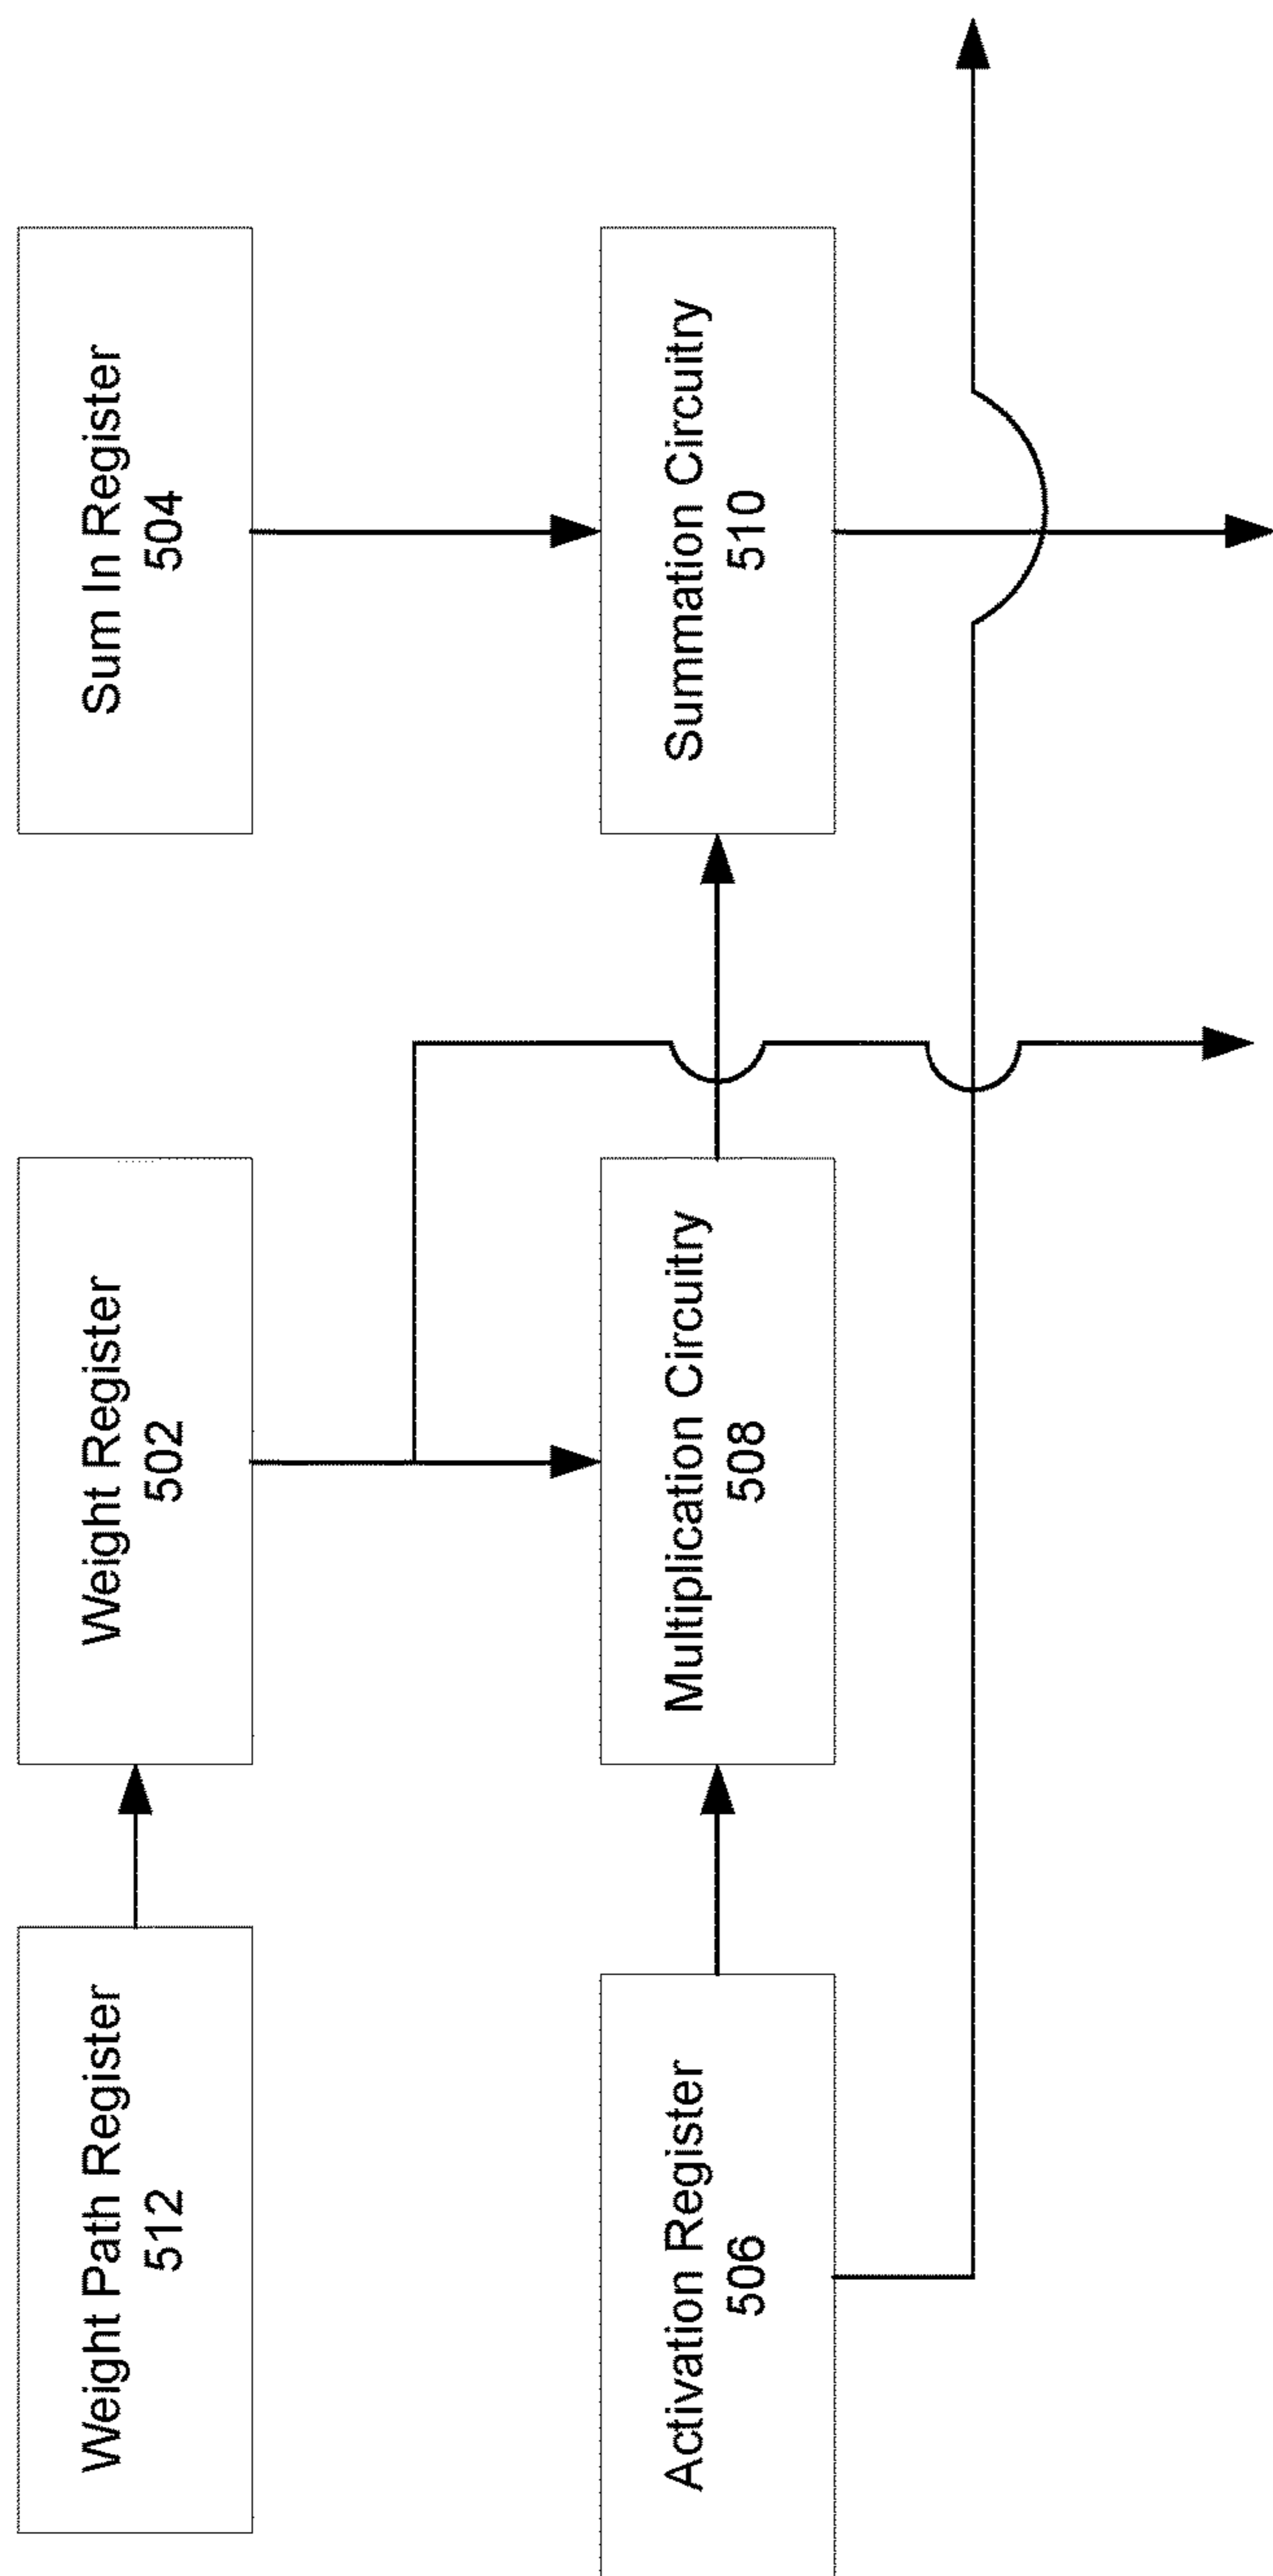 Weight Path Register
512
Weight Register
502
Sum In Register
504
Activation Register
506
Multiplication Circuitry
508
Summation Circuitry
510